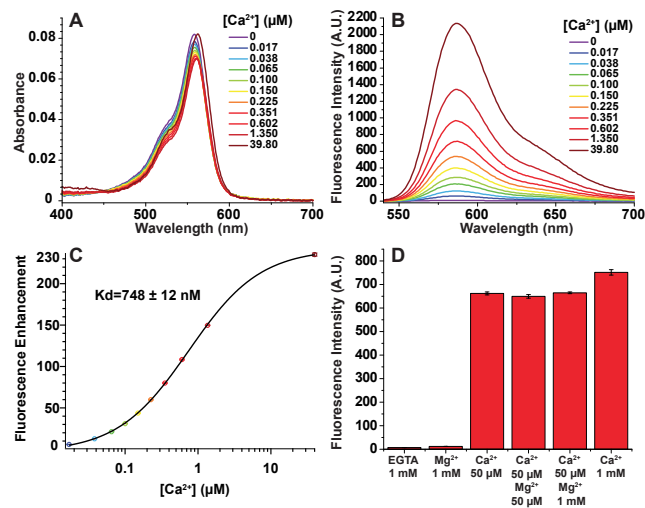 A
[Ca²⁺] (µM)
0
0.017
0.038
0.065
0.100
0.150
0.225
0.351
0.602
1.350
39.80
Absorbance
0.08
0.06
0.04
0.02
0
400 500 600 700
Wavelength (nm)
B
[Ca²⁺] (µM)
0
0.017
0.038
0.065
0.100
0.150
0.225
0.351
0.602
1.350
39.80
Fluorescence Intensity (A.U.)
2200
2000
1800
1600
1400
1200
1000
800
600
400
200
0
550 600 650 700
Wavelength (nm)
C
Kd=748 ± 12 nM
Fluorescence Enhancement
230
200
150
100
50
0
0.1 1 10
[Ca²⁺] (µM)
D
Fluorescence Intensity (A.U.)
800
700
600
500
400
300
200
100
0
EGTA
1 mM
Mg²⁺
1 mM
Ca²⁺
50 µM
Ca²⁺
50 µM
Mg²⁺
50 µM
Ca²⁺
50 µM
Mg²⁺
1 mM
Ca²⁺
1 mM